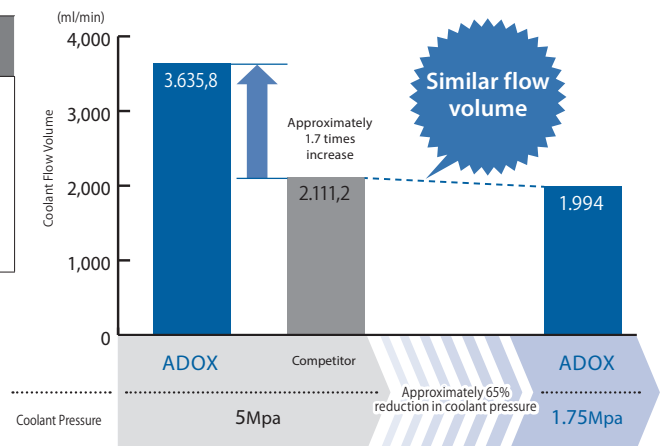 (ml/min)
4,000
3,000
2,000
1,000
0
Coolant Flow Volume
3.635,8
Approximately
1.7 times
increase
2.111,2
Similar flow
volume
1.994
ADOX
Competitor
ADOX
Coolant Pressure
5Mpa
Approximately 65%
reduction in coolant pressure
1.75Mpa